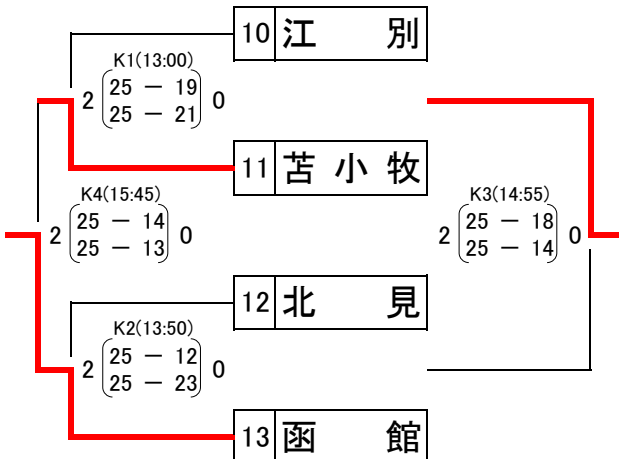 10 江 別
K1(13:00)
2 25 － 19 0
25 － 21
11 苫 小 牧
K4(15:45)
2 25 － 14 0
25 － 13
K3(14:55)
2 25 － 18 0
25 － 14
12 北 見
K2(13:50)
2 25 － 12 0
25 － 23
13 函 館